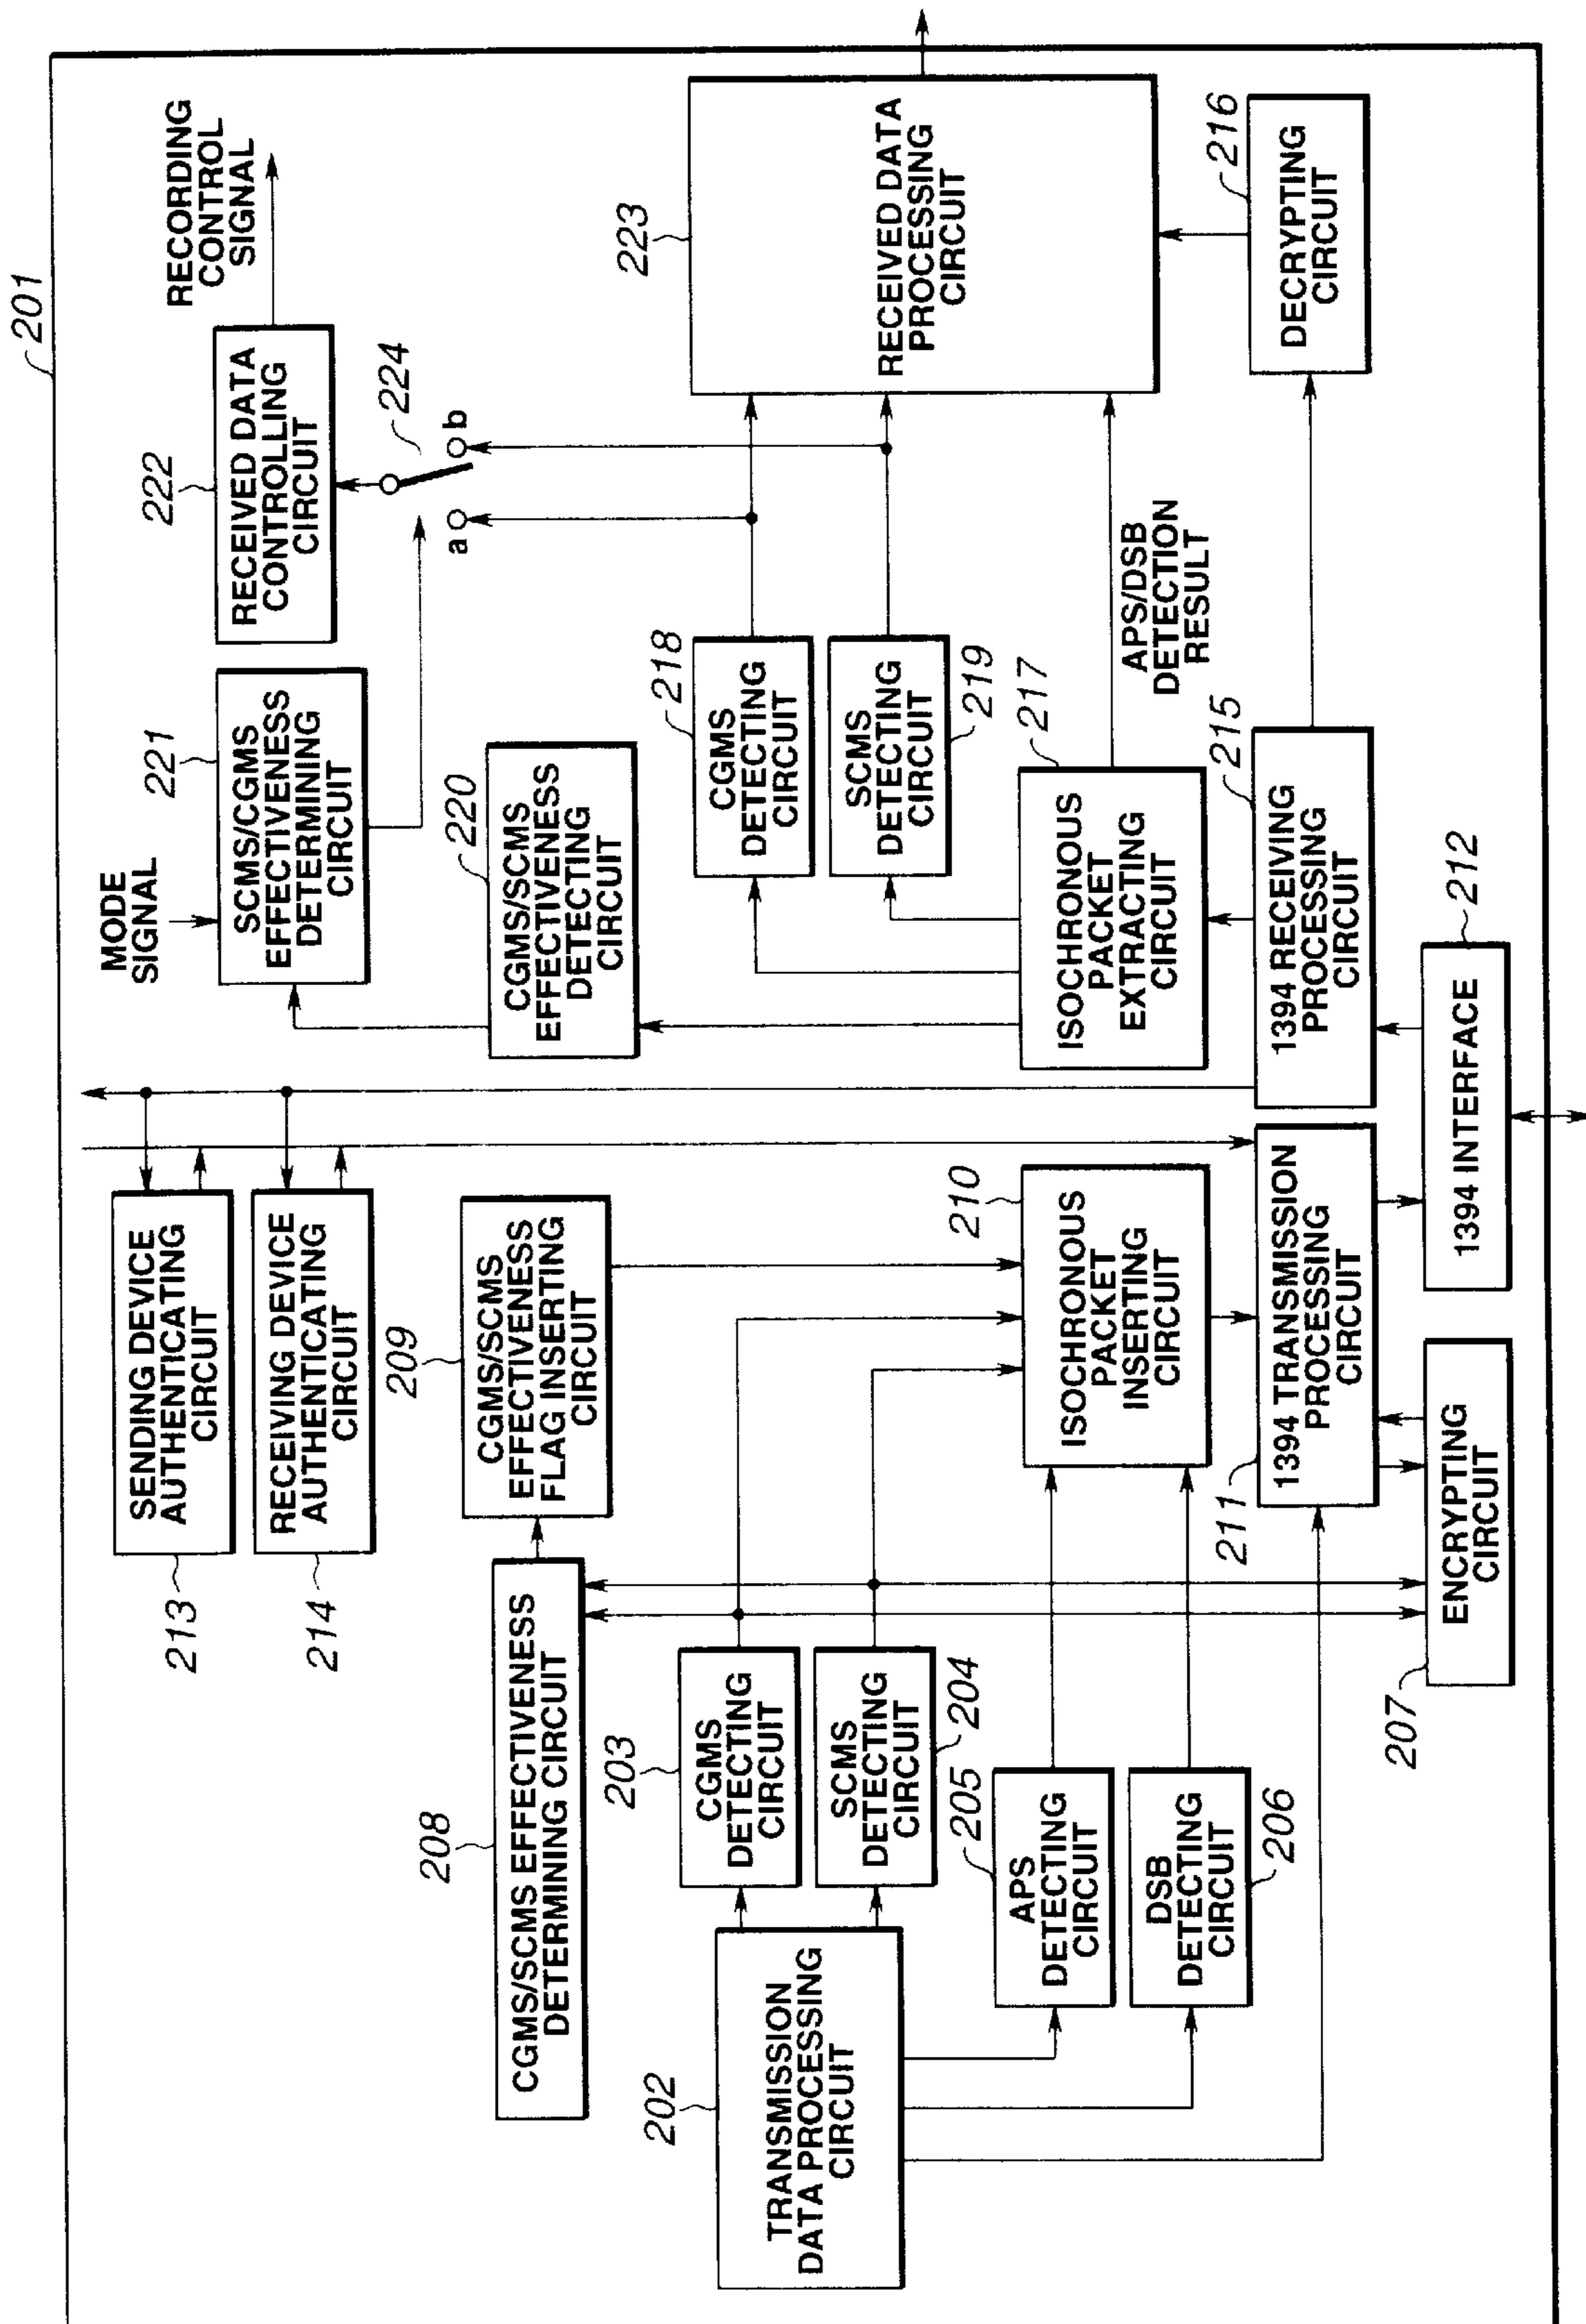 201
202
TRANSMISSION
DATA PROCESSING
CIRCUIT
208
CGMS/SCMS EFFECTIVENESS
DETERMINING CIRCUIT
203
CGMS
DETECTING
CIRCUIT
SCMS
DETECTING
CIRCUIT
204
205
APS
DETECTING
CIRCUIT
DSB
DETECTING
CIRCUIT
206
207
ENCRYPTING
CIRCUIT
213
SENDING DEVICE
AUTHENTICATING
CIRCUIT
214
RECEIVING DEVICE
AUTHENTICATING
CIRCUIT
209
CGMS/SCMS
EFFECTIVENESS
FLAG INSERTING
CIRCUIT
210
ISOCHRONOUS
PACKET
INSERTING
CIRCUIT
211
1394 TRANSMISSION
PROCESSING
CIRCUIT
1394 INTERFACE
212
MODE
SIGNAL
221
SCMS/CGMS
EFFECTIVENESS
DETERMINING
CIRCUIT
220
CGMS/SCMS
EFFECTIVENESS
DETECTING
CIRCUIT
218
CGMS
DETECTING
CIRCUIT
SCMS
DETECTING
CIRCUIT
219
217
ISOCHRONOUS
PACKET
EXTRACTING
CIRCUIT
215
1394 RECEIVING
PROCESSING
CIRCUIT
APS/DSB
DETECTION
RESULT
222
RECEIVED DATA
CONTROLLING
CIRCUIT
RECORDING
CONTROL
SIGNAL
224
a
b
223
RECEIVED DATA
PROCESSING
CIRCUIT
216
DECRYPTING
CIRCUIT